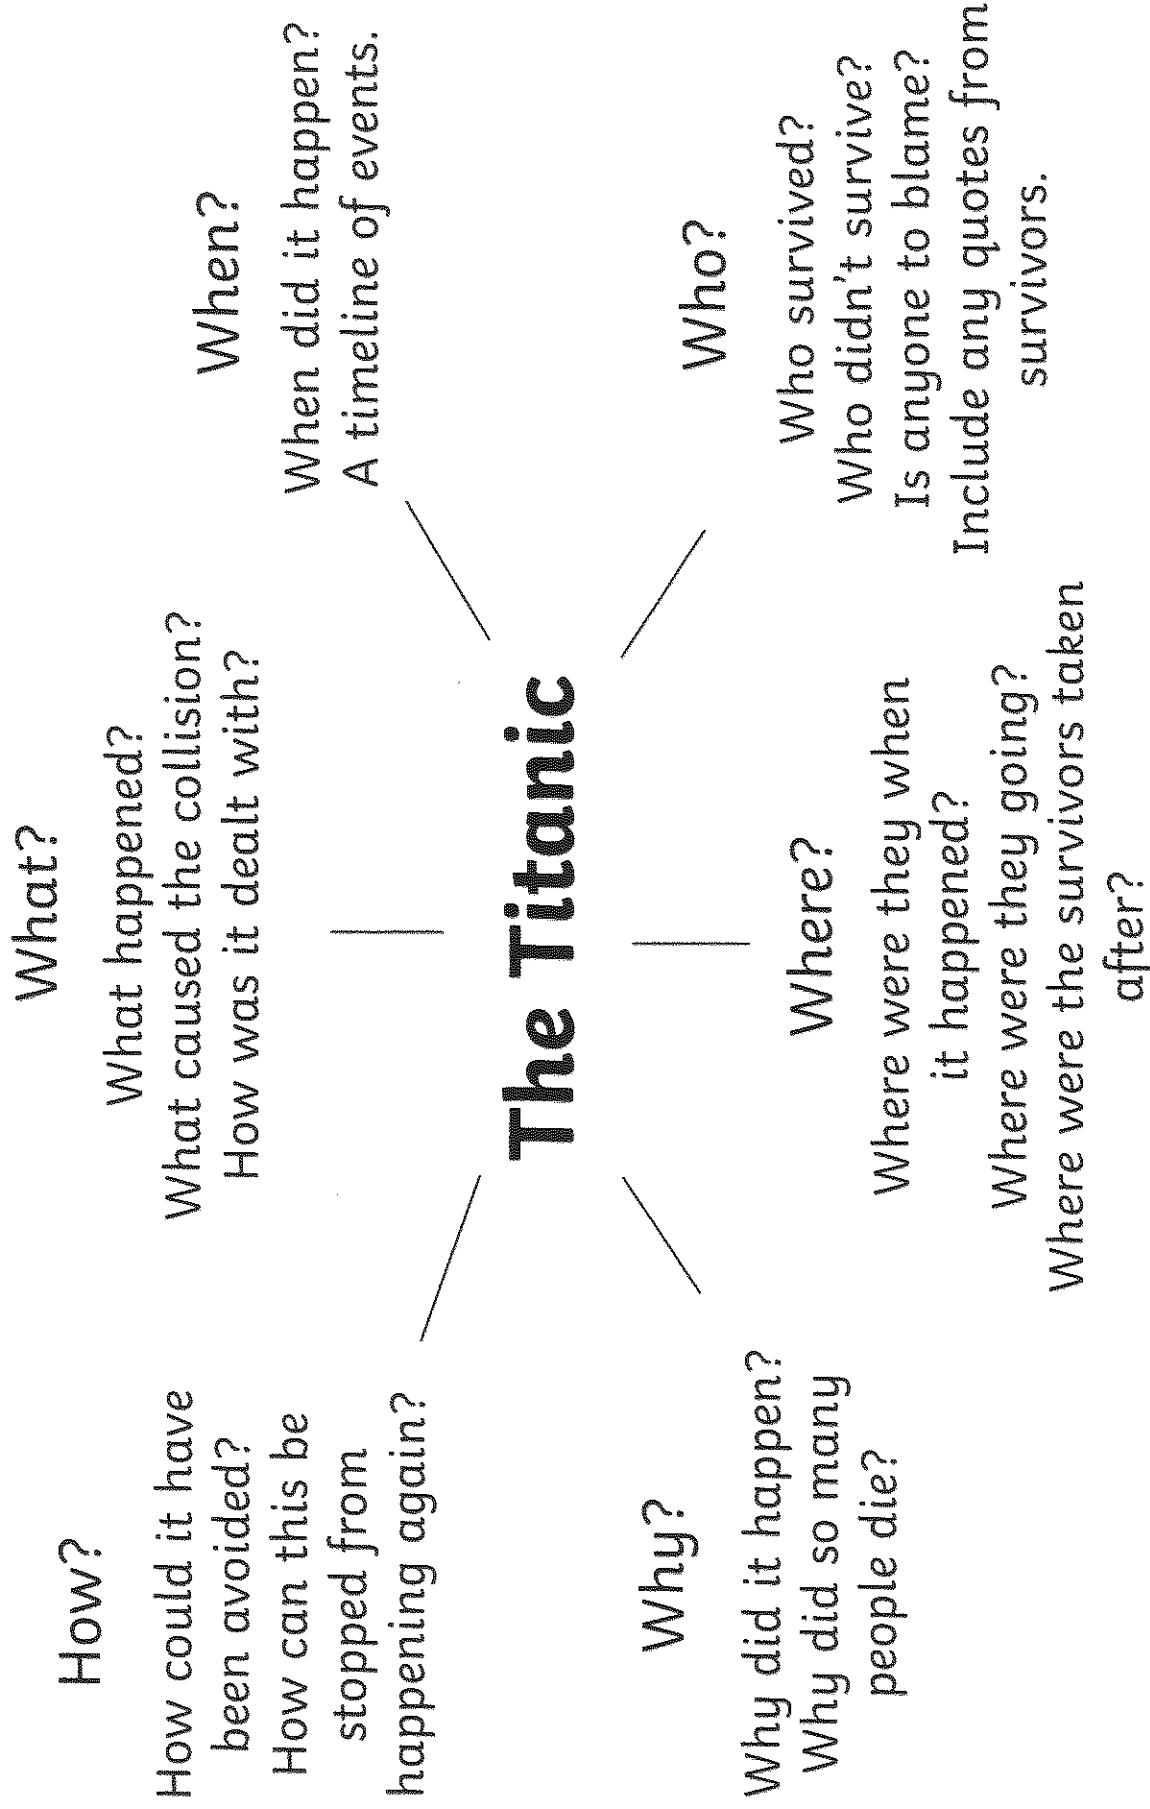 How?
How could it have
been avoided?
How can this be
stopped from
happening again?
What?
What happened?
What caused the collision?
How was it dealt with?
When?
When did it happen?
A timeline of events.
The Titanic
Why?
Why did it happen?
Why did so many
people die?
Where?
Where were they when
it happened?
Where were they going?
Where were the survivors taken
after?
Who?
Who survived?
Who didn't survive?
Is anyone to blame?
Include any quotes from
survivors.